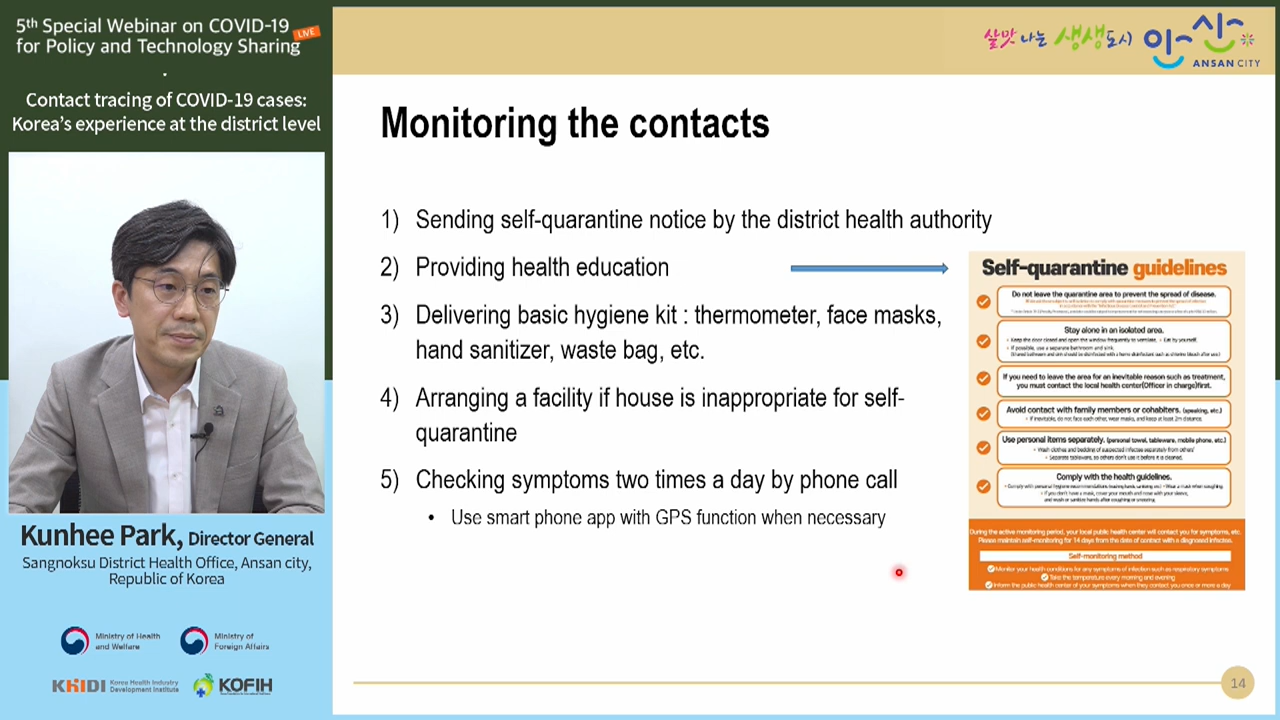 5th Special Webinar on COVID-19
for Policy and Technology Sharing
LIVE
Contact tracing of COVID-19 cases:
Korea's experience at the district level
Kunhee Park, Director General
Sangnoksu District Health Office, Ansan city,
Republic of Korea
Ministry of Health
and Welfare
Ministry of
Foreign Affairs
KHIDI
Korea Health Industry
Development Institute
KOFIH
살맛 나는 생생도시 안산
ANSAN CITY
Monitoring the contacts
1) Sending self-quarantine notice by the district health authority
2) Providing health education
3) Delivering basic hygiene kit : thermometer, face masks,
hand sanitizer, waste bag, etc.
4) Arranging a facility if house is inappropriate for self-
quarantine
5) Checking symptoms two times a day by phone call
• Use smart phone app with GPS function when necessary
Self-quarantine guidelines
Do not leave the quarantine area to prevent the spread of disease.
Stay alone in an isolated area.
• Keep the door closed and open the window frequently to ventilate. • Eat by yourself.
• If possible, use a separate bathroom and sink.
(Shared bathroom and sink should be disinfected with a home disinfectant such as chlorine bleach after use)
If you need to leave the area for an inevitable reason such as treatment,
you must contact the local health center(Officer in charge)first.
Avoid contact with family members or cohabiters. (speaking, etc.)
• If inevitable, do not face each other, wear masks, and keep at least 2m distance.
Use personal items separately. (personal towel, tableware, mobile phone, etc.)
• Wash clothes and bedding of suspected infectee separately from others'
• Separate tableware, so others don't use it before it is cleaned.
Comply with the health guidelines.
• If you don't have a mask, cover your mouth and nose with your sleeve,
and wash or sanitize hands after coughing or sneezing.
During the active monitoring period, your local public health center will contact you for symptoms, etc.
Please maintain self-monitoring for 14 days from the date of contact with a diagnosed infectee.
Self-monitoring method
Monitor your health conditions for any symptoms of infection such as respiratory symptoms
Take the temperature every morning and evening
Inform the public health center of your symptoms when they contact you once or more a day
14